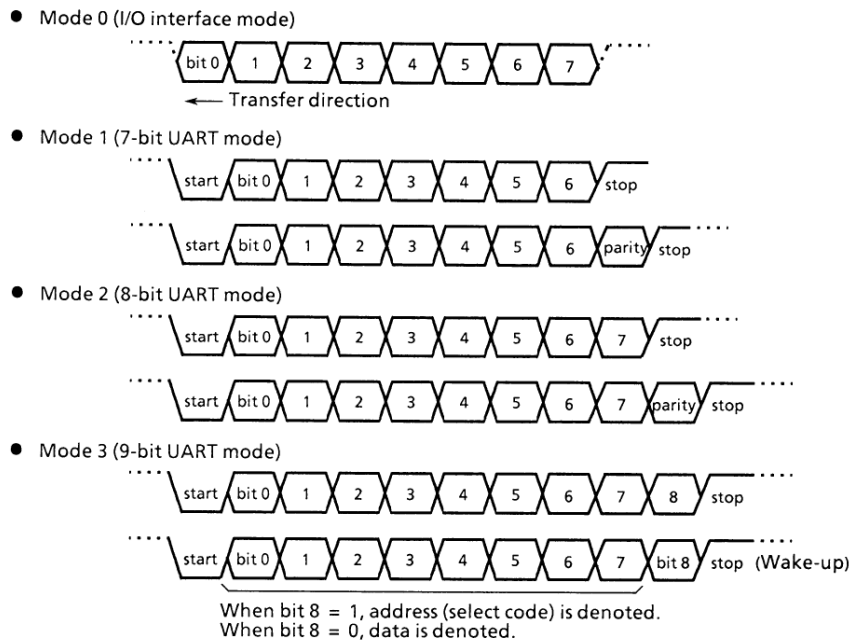 ● Mode 0 (I/O interface mode)
bit 0 1 2 3 4 5 6 7
← Transfer direction
● Mode 1 (7-bit UART mode)
start bit 0 1 2 3 4 5 6 stop
start bit 0 1 2 3 4 5 6 parity stop
● Mode 2 (8-bit UART mode)
start bit 0 1 2 3 4 5 6 7 stop
start bit 0 1 2 3 4 5 6 7 parity stop
● Mode 3 (9-bit UART mode)
start bit 0 1 2 3 4 5 6 7 8 stop
start bit 0 1 2 3 4 5 6 7 bit 8 stop (Wake-up)
When bit 8 = 1, address (select code) is denoted.
When bit 8 = 0, data is denoted.